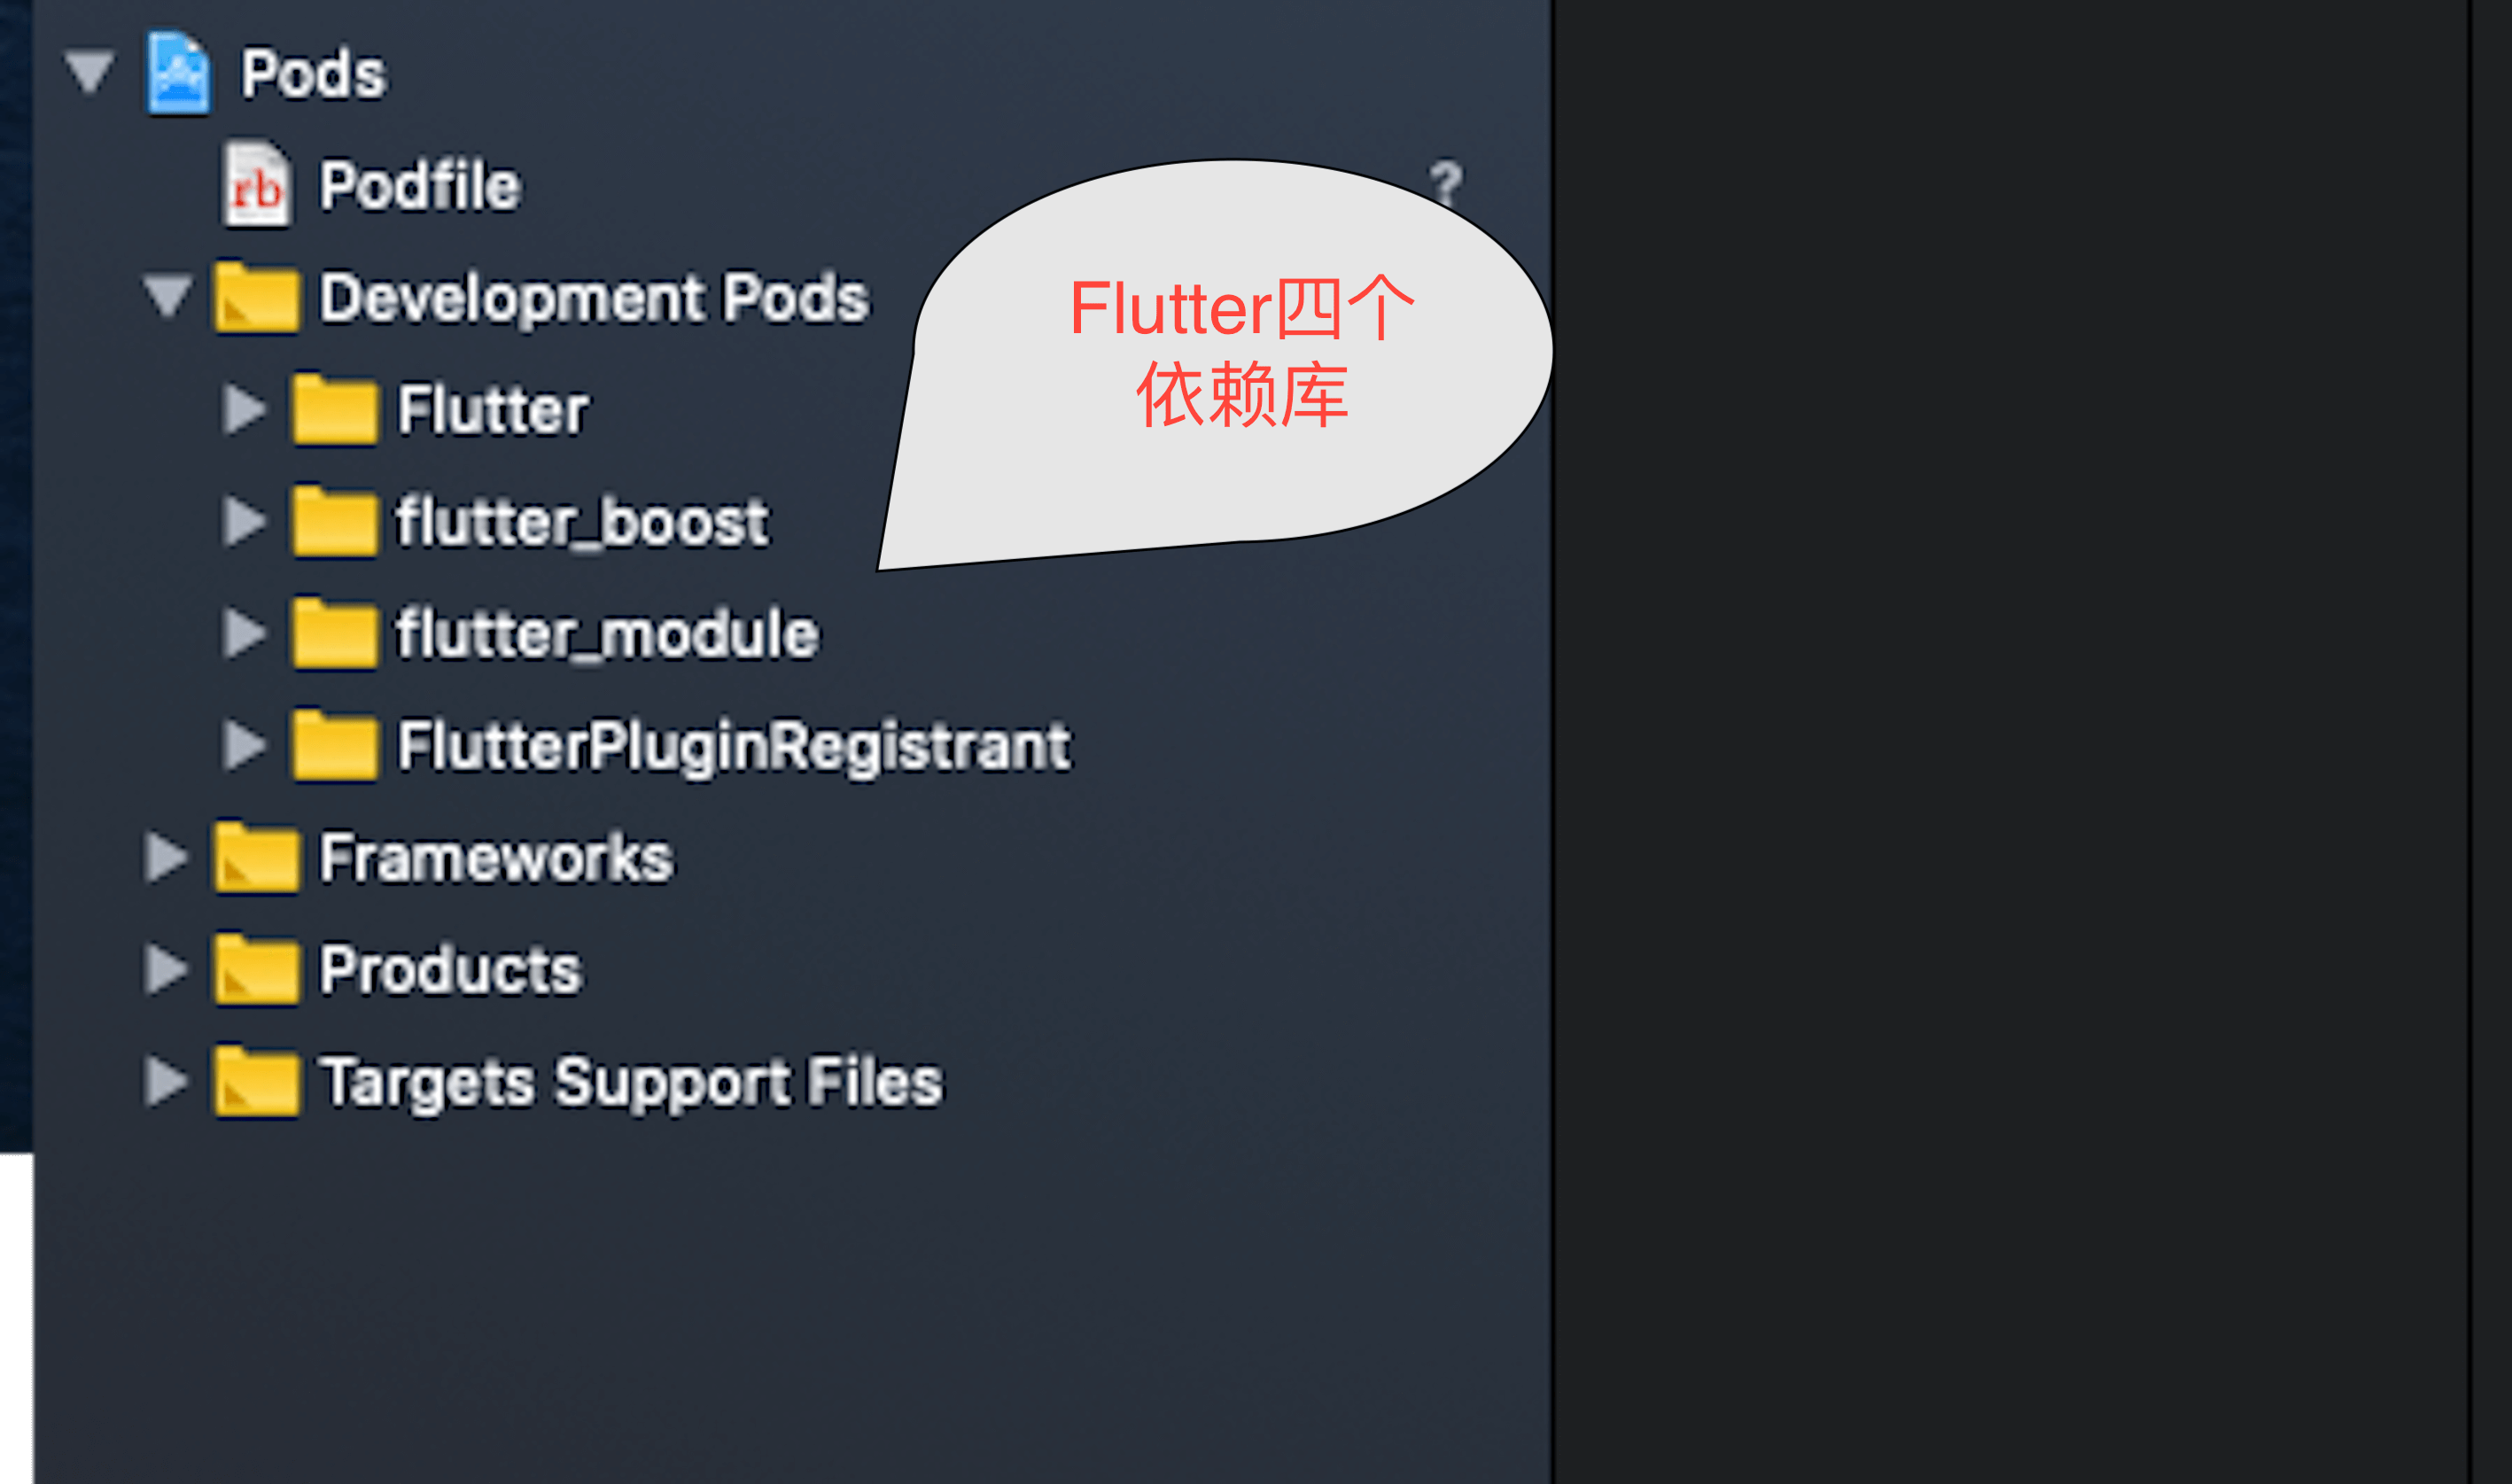 Pods
rb
Podfile
?
Development Pods
Flutter四个
依赖库
Flutter
flutter_boost
flutter_module
FlutterPluginRegistrant
Frameworks
Products
Targets Support Files